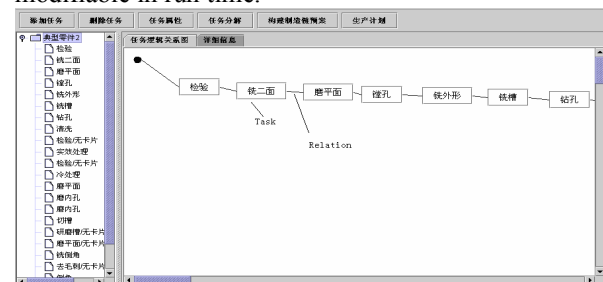 modifiable in run time.
添加任务 删除任务 任务属性 任务分解 构建制造链预案 生产计划
典型零件2
任务逻辑关系图 详细信息
检验
铣二面
磨平面
镗孔
铣外形
铣槽
钻孔
清洗
检验/无卡片
实效处理
检验/无卡片
冷处理
磨平面
磨内孔
磨内孔
切槽
研磨槽/无卡片
磨平面/无卡片
铣倒角
去毛刺/无卡片
检验 铣二面 磨平面 镗孔 铣外形 铣槽 钻孔
Task
Relation